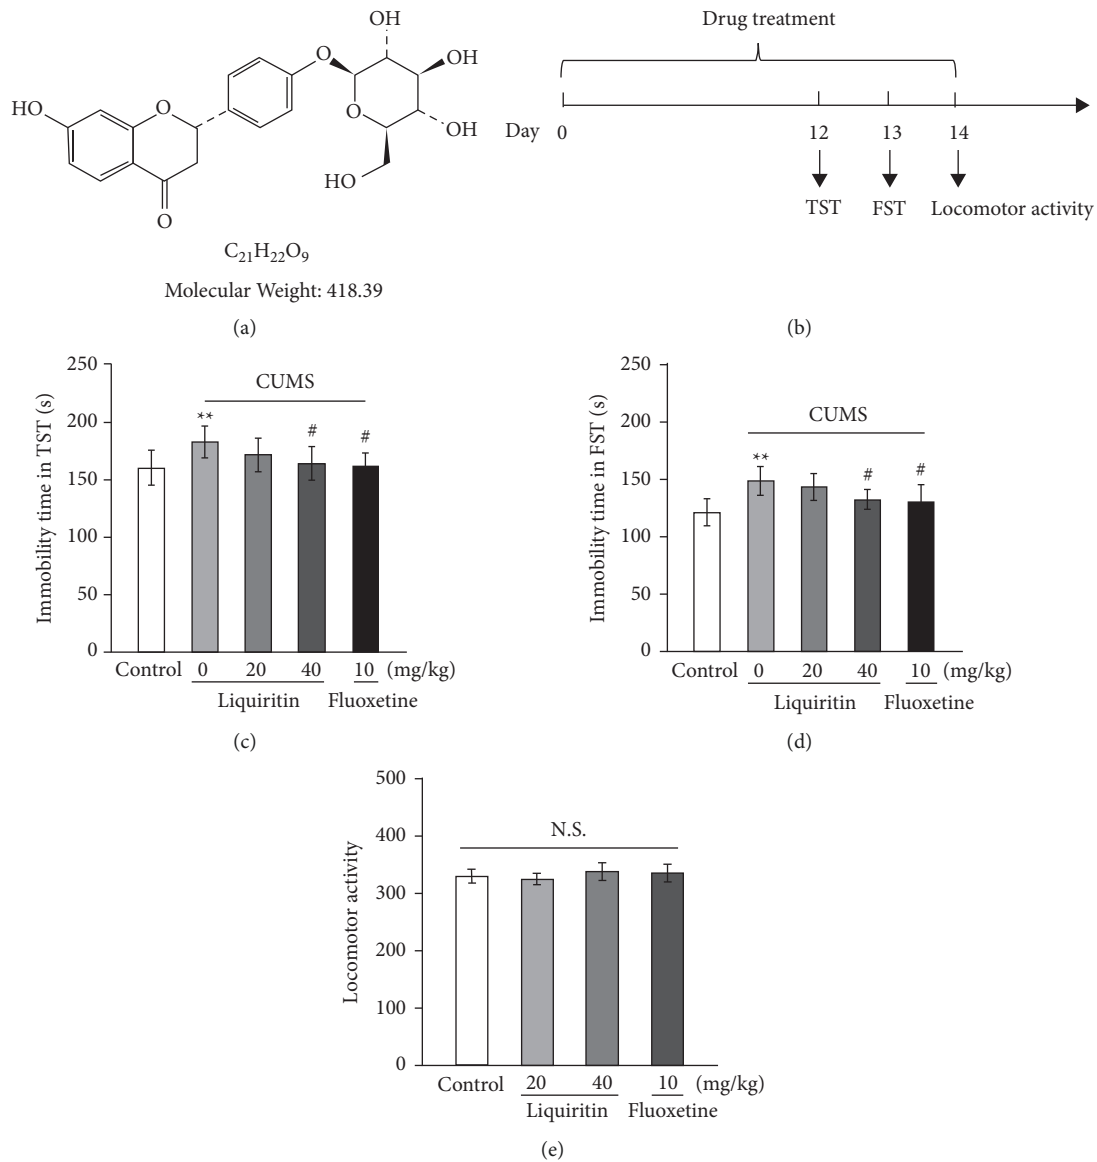 OH
O
OH
HO
O
O
OH
HO
O
C21H22O9
Molecular Weight: 418.39
(a)
Drug treatment
Day 0 12 13 14
TST FST Locomotor activity
(b)
250
200
150
100
50
0
Immobility time in TST (s)
CUMS
**
#
#
Control 0 20 40 10 (mg/kg)
Liquiritin Fluoxetine
(c)
250
200
150
100
50
0
Immobility time in FST (s)
CUMS
**
#
#
Control 0 20 40 10 (mg/kg)
Liquiritin Fluoxetine
(d)
500
400
300
200
100
0
Locomotor activity
N.S.
Control 20 40 10 (mg/kg)
Liquiritin Fluoxetine
(e)